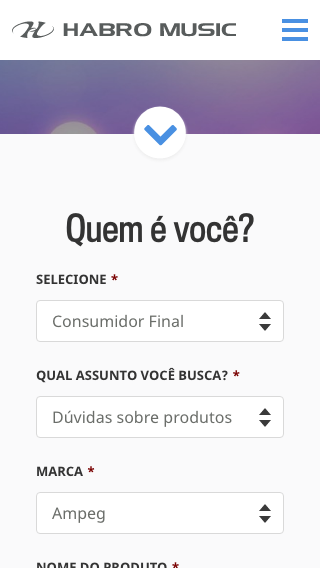 HABRO MUSIC
Quem é você?
SELECIONE *
Consumidor Final
QUAL ASSUNTO VOCÊ BUSCA? *
Dúvidas sobre produtos
MARCA *
Ampeg
NOME DO PRODUTO *